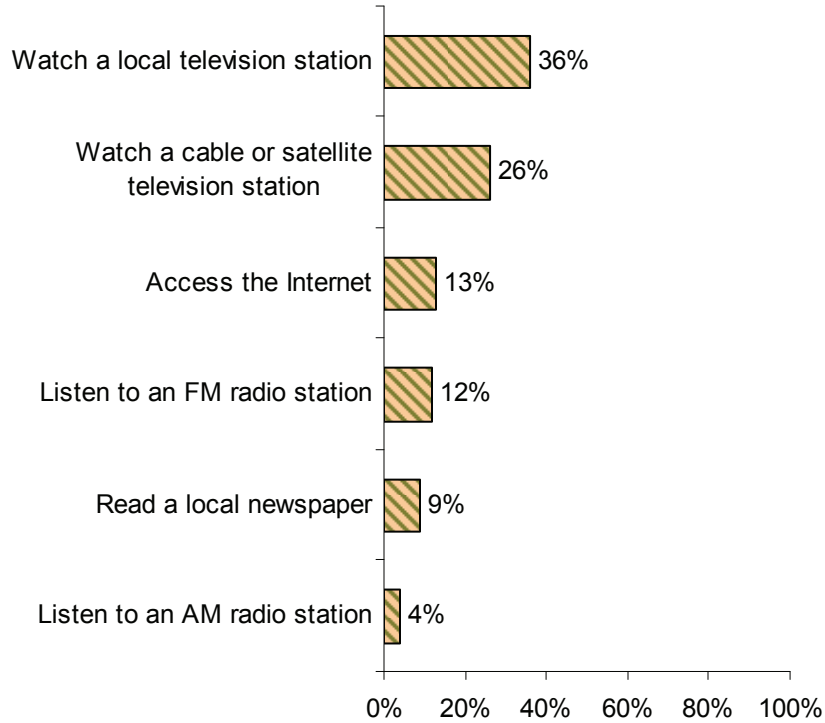 Watch a local television station
36%
Watch a cable or satellite
television station
26%
Access the Internet
13%
Listen to an FM radio station
12%
Read a local newspaper
9%
Listen to an AM radio station
4%
0% 20% 40% 60% 80% 100%